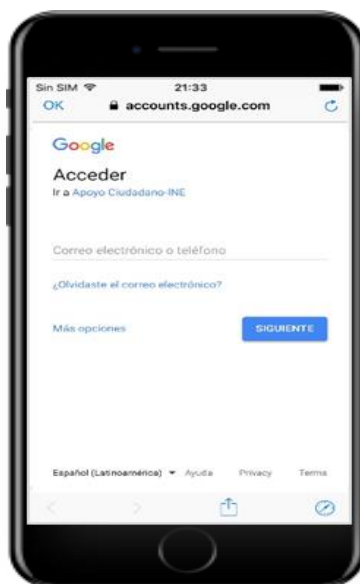 Sin SIM 21:33
OK accounts.google.com
Google
Acceder
Ir a Apoyo Ciudadano-INE
Correo electrónico o teléfono
¿Olvidaste el correo electrónico?
Más opciones SIGUIENTE
Español (Latinoamérica) Ayuda Privacy Terms